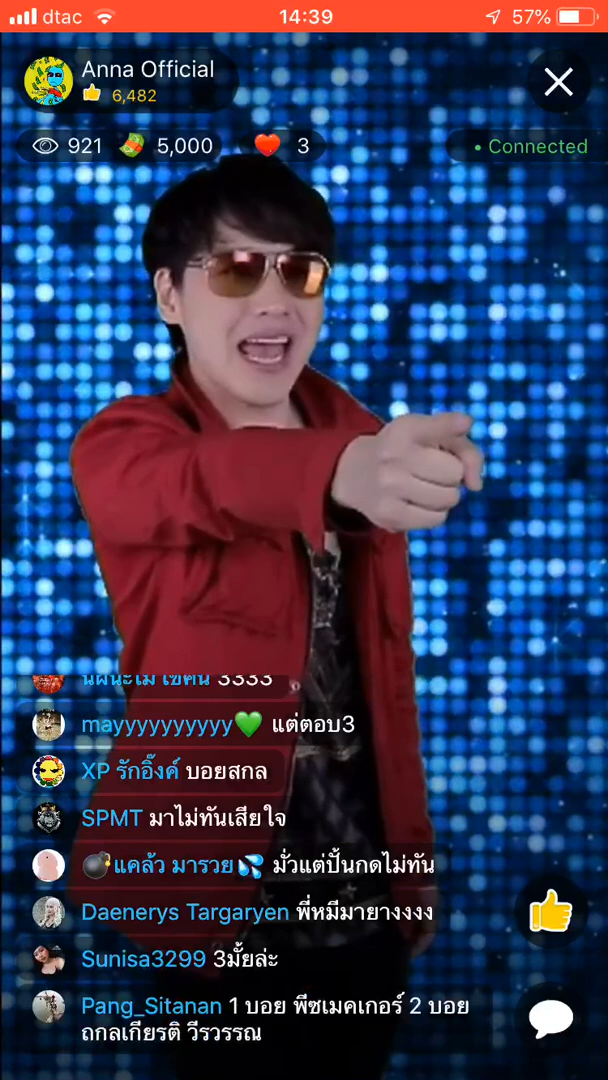 dtac 14:39 57%
Anna Official
6,482
921 5,000 3
• Connected
3333
mayyyyyyyyyy💚 แต่ตอบ3
XP รักอิ๊งค์ บอยสกล
SPMT มาไม่ทันเสียใจ
💣แคล้ว มารวย💦 มั่วแต่ปั้นกดไม่ทัน
Daenerys Targaryen พี่หมีมายางงงง
Sunisa3299 3มั้ยล่ะ
Pang_Sitanan 1 บอย พีซเมคเกอร์ 2 บอย
ถกลเกียรติ วีรวรรณ